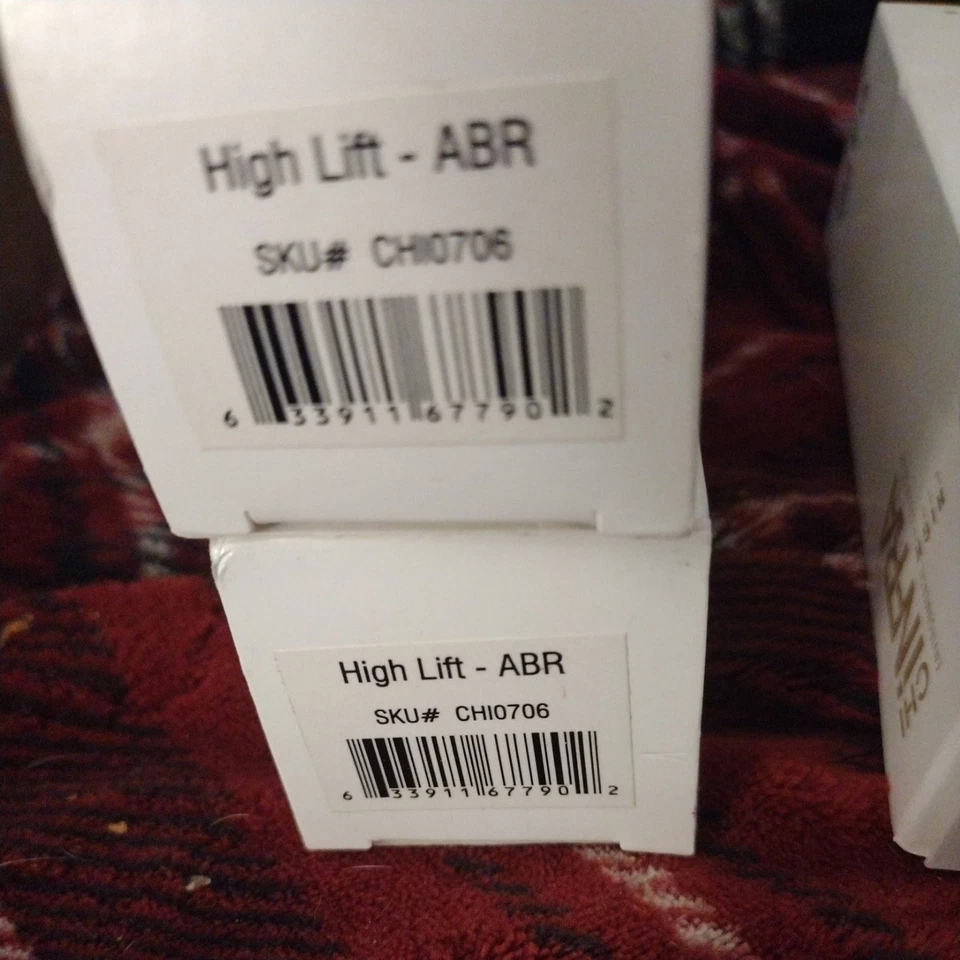 High Lift - ABR
SKU# CHI0706
6 33911 67790 2
High Lift - ABR
SKU# CHI0706
6 33911 67790 2
CHI